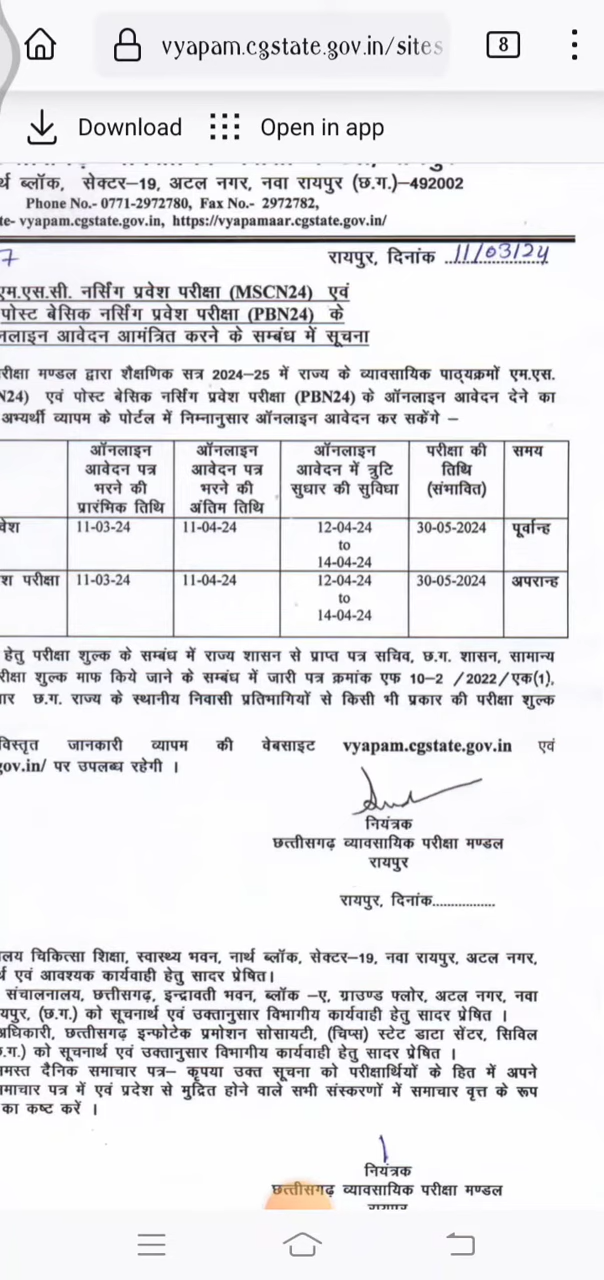 vyapam.cgstate.gov.in/sites
8
Download
Open in app
र्थ ब्लॉक, सेक्टर–19, अटल नगर, नवा रायपुर (छ.ग.)–492002
Phone No.- 0771-2972780, Fax No.- 2972782,
te- vyapam.cgstate.gov.in, https://vyapamaar.cgstate.gov.in/
7 रायपुर, दिनांक 11/03/24
एम.एस.सी. नर्सिंग प्रवेश परीक्षा (MSCN24) एवं
पोस्ट बेसिक नर्सिंग प्रवेश परीक्षा (PBN24) के
नलाइन आवेदन आमंत्रित करने के सम्बंध में सूचना
रीक्षा मण्डल द्वारा शैक्षणिक सत्र 2024-25 में राज्य के व्यावसायिक पाठ्यक्रमों एम.एस.
N24) एवं पोस्ट बेसिक नर्सिंग प्रवेश परीक्षा (PBN24) के ऑनलाइन आवेदन देने का
अभ्यर्थी व्यापम के पोर्टल में निम्नानुसार ऑनलाइन आवेदन कर सकेंगे –
ऑनलाइन आवेदन पत्र भरने की प्रारंमिक तिथि
ऑनलाइन आवेदन पत्र भरने की अंतिम तिथि
ऑनलाइन आवेदन में त्रुटि सुधार की सुविधा
परीक्षा की तिथि (संभावित)
समय
वेश 11-03-24 11-04-24 12-04-24 to 14-04-24 30-05-2024 पूर्वान्ह
श परीक्षा 11-03-24 11-04-24 12-04-24 to 14-04-24 30-05-2024 अपरान्ह
हेतु परीक्षा शुल्क के सम्बंध में राज्य शासन से प्राप्त पत्र सचिव, छ.ग. शासन, सामान्य
रीक्षा शुल्क माफ किये जाने के सम्बंध में जारी पत्र क्रमांक एफ 10-2 /2022/एक(1),
ार छ.ग. राज्य के स्थानीय निवासी प्रतिभागियों से किसी भी प्रकार की परीक्षा शुल्क
विस्तृत जानकारी व्यापम की वेबसाइट vyapam.cgstate.gov.in एवं
gov.in/ पर उपलब्ध रहेगी ।
नियंत्रक
छत्तीसगढ़ व्यावसायिक परीक्षा मण्डल
रायपुर
रायपुर, दिनांक................
लय चिकित्सा शिक्षा, स्वास्थ्य भवन, नार्थ ब्लॉक, सेक्टर-19, नवा रायपुर, अटल नगर,
र्थ एवं आवश्यक कार्यवाही हेतु सादर प्रेषित।
संचालनालय, छत्तीसगढ़, इन्द्रावती भवन, ब्लॉक -ए, ग्राउण्ड फ्लोर, अटल नगर, नवा
यपुर, (छ.ग.) को सूचनार्थ एवं उक्तानुसार विभागीय कार्यवाही हेतु सादर प्रेषित ।
अधिकारी, छत्तीसगढ़ इन्फोटेक प्रमोशन सोसायटी, (चिप्स) स्टेट डाटा सेंटर, सिविल
.ग.) को सूचनार्थ एवं उक्तानुसार विभागीय कार्यवाही हेतु सादर प्रेषित ।
मस्त दैनिक समाचार पत्र– कृपया उक्त सूचना को परीक्षार्थियों के हित में अपने
माचार पत्र में एवं प्रदेश से मुद्रित होने वाले सभी संस्करणों में समाचार वृत्त के रूप
का कष्ट करें ।
नियंत्रक
छत्तीसगढ़ व्यावसायिक परीक्षा मण्डल